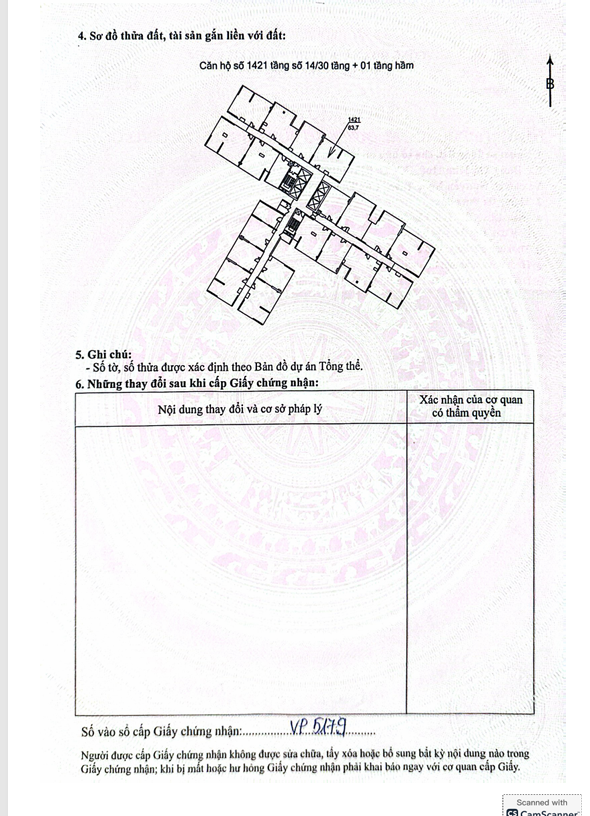 4. Sơ đồ thửa đất, tài sản gắn liền với đất:
Căn hộ số 1421 tầng số 14/30 tầng + 01 tầng hầm
B
1421
83,7
5. Ghi chú:
- Số tờ, số thửa được xác định theo Bản đồ dự án Tổng thể.
6. Những thay đổi sau khi cấp Giấy chứng nhận:
Nội dung thay đổi và cơ sở pháp lý
Xác nhận của cơ quan
có thẩm quyền
Số vào sổ cấp Giấy chứng nhận:.............VP 5179.............
Người được cấp Giấy chứng nhận không được sửa chữa, tẩy xóa hoặc bổ sung bất kỳ nội dung nào trong
Giấy chứng nhận; khi bị mất hoặc hư hỏng Giấy chứng nhận phải khai báo ngay với cơ quan cấp Giấy.
Scanned with
CS CamScanner